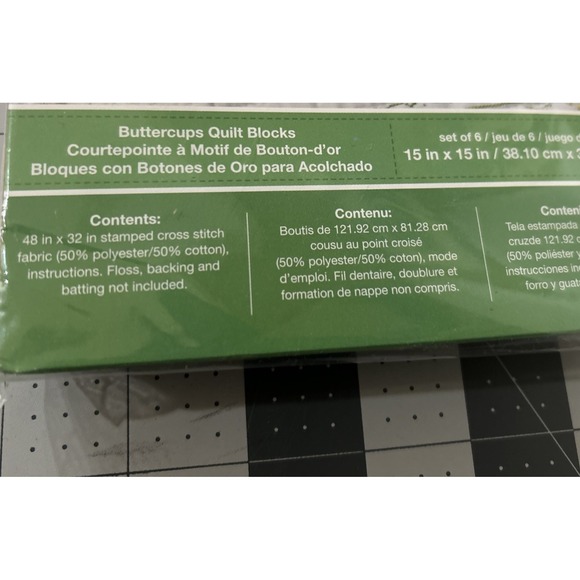 Buttercups Quilt Blocks
Courtepointe à Motif de Bouton-d'or
Bloques con Botones de Oro para Acolchado
set of 6 / jeu de 6 / juego
15 in x 15 in / 38.10 cm x
Contents:
48 in x 32 in stamped cross stitch
fabric (50% polyester/50% cotton),
instructions. Floss, backing and
batting not included.
Contenu:
Boutis de 121.92 cm x 81.28 cm
cousu au point croisé
(50% polyester/50% coton), mode
d'emploi. Fil dentaire, doublure et
formation de nappe non compris.
Tela estampada
cruzde 121.92
(50% poliéster y
instrucciones
forro y